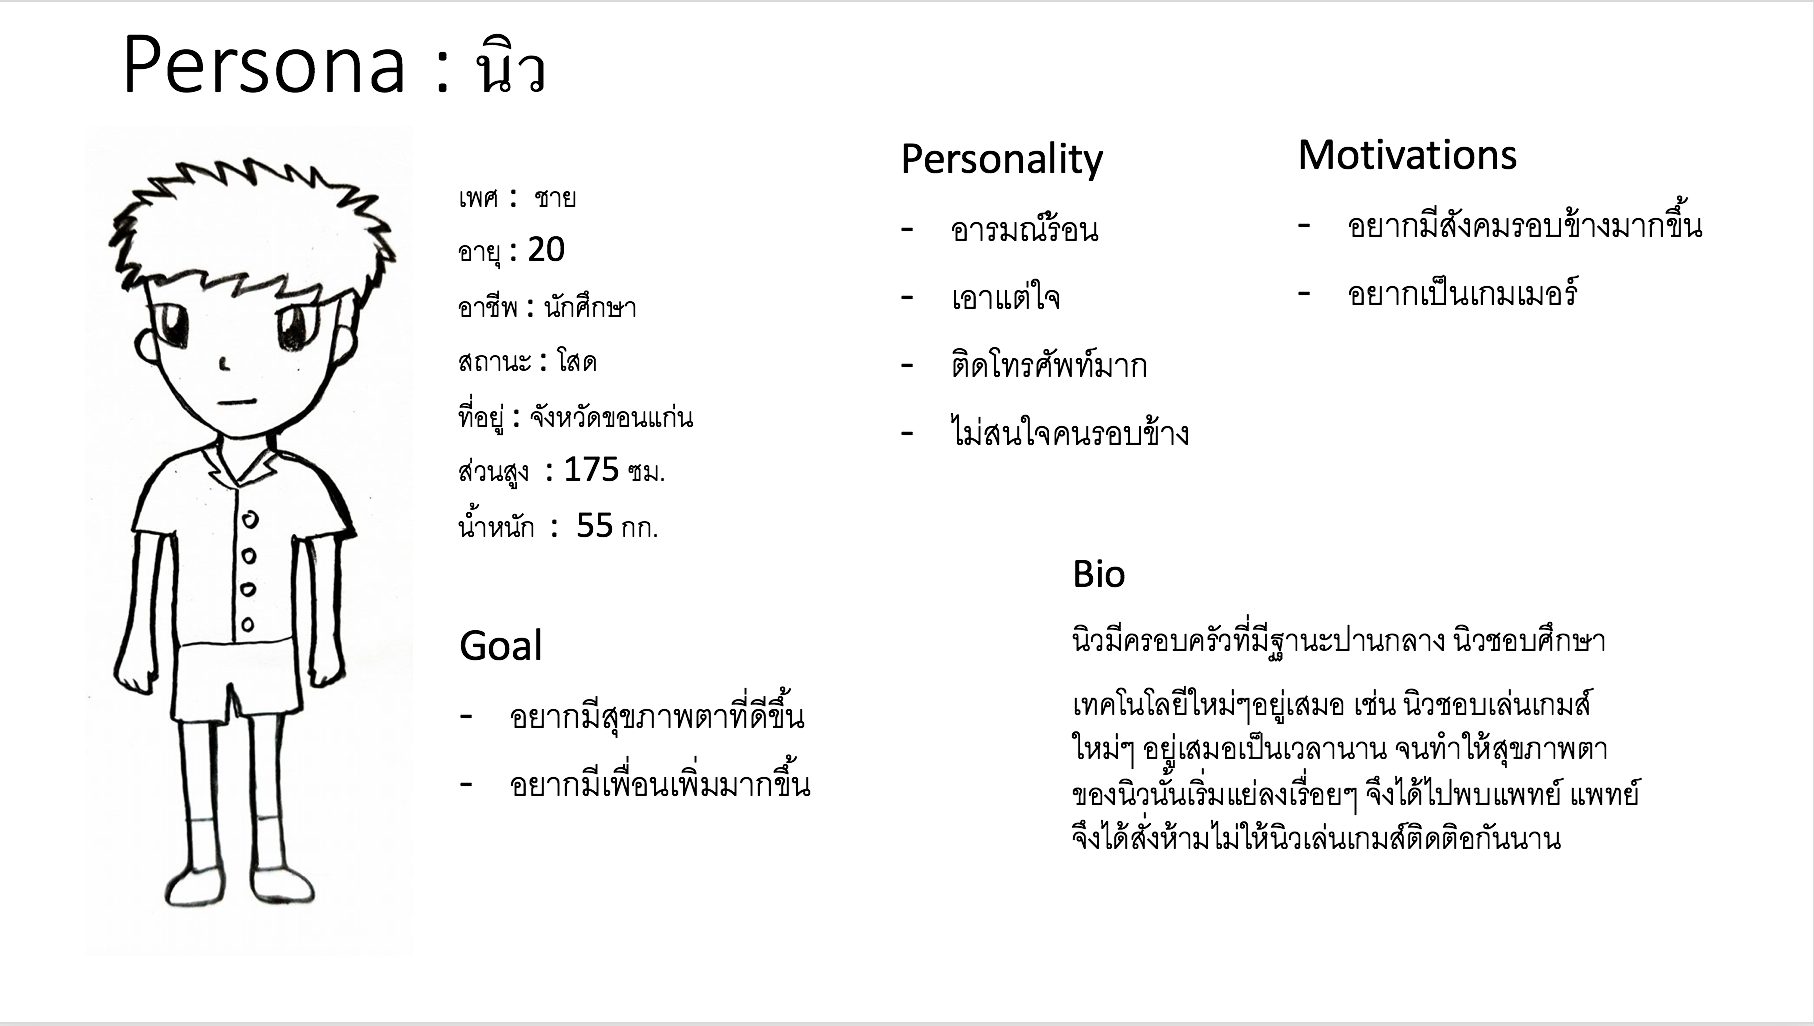 Persona : นิว
เพศ :  ชาย
อายุ : 20
อาชีพ : นักศึกษา
สถานะ : โสด
ที่อยู่ : จังหวัดขอนแก่น
ส่วนสูง  : 175 ซม.
น้ำหนัก  :  55 กก.
Goal
- อยากมีสุขภาพตาที่ดีขึ้น
- อยากมีเพื่อนเพิ่มมากขึ้น
Personality
- อารมณ์ร้อน
- เอาแต่ใจ
- ติดโทรศัพท์มาก
- ไม่สนใจคนรอบข้าง
Motivations
- อยากมีสังคมรอบข้างมากขึ้น
- อยากเป็นเกมเมอร์
Bio
นิวมีครอบครัวที่มีฐานะปานกลาง นิวชอบศึกษา
เทคโนโลยีใหม่ๆอยู่เสมอ เช่น นิวชอบเล่นเกมส์
ใหม่ๆ อยู่เสมอเป็นเวลานาน จนทำให้สุขภาพตา
ของนิวนั้นเริ่มแย่ลงเรื่อยๆ จึงได้ไปพบแพทย์ แพทย์
จึงได้สั่งห้ามไม่ให้นิวเล่นเกมส์ติดติอกันนาน